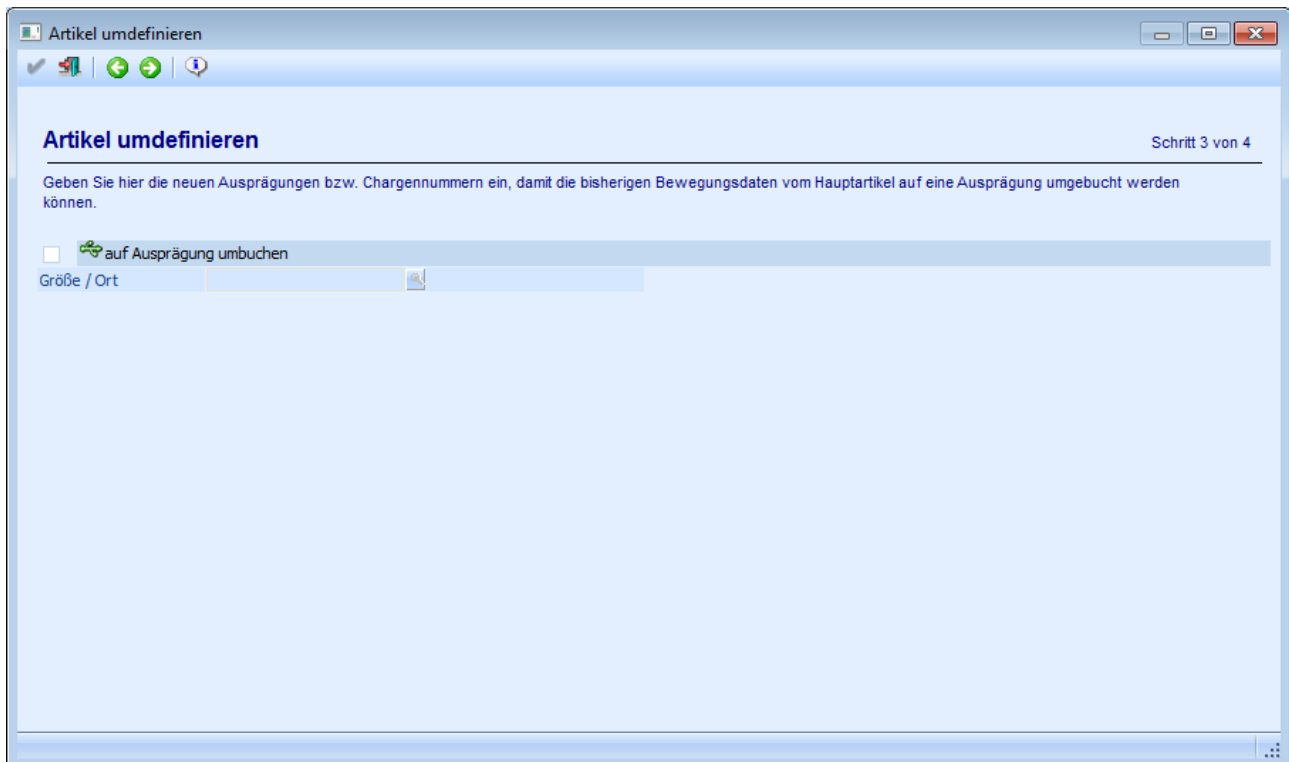 Artikel umdefinieren
Artikel umdefinieren
Schritt 3 von 4
Geben Sie hier die neuen Ausprägungen bzw. Chargennummern ein, damit die bisherigen Bewegungsdaten vom Hauptartikel auf eine Ausprägung umgebucht werden
können.
auf Ausprägung umbuchen
Größe / Ort